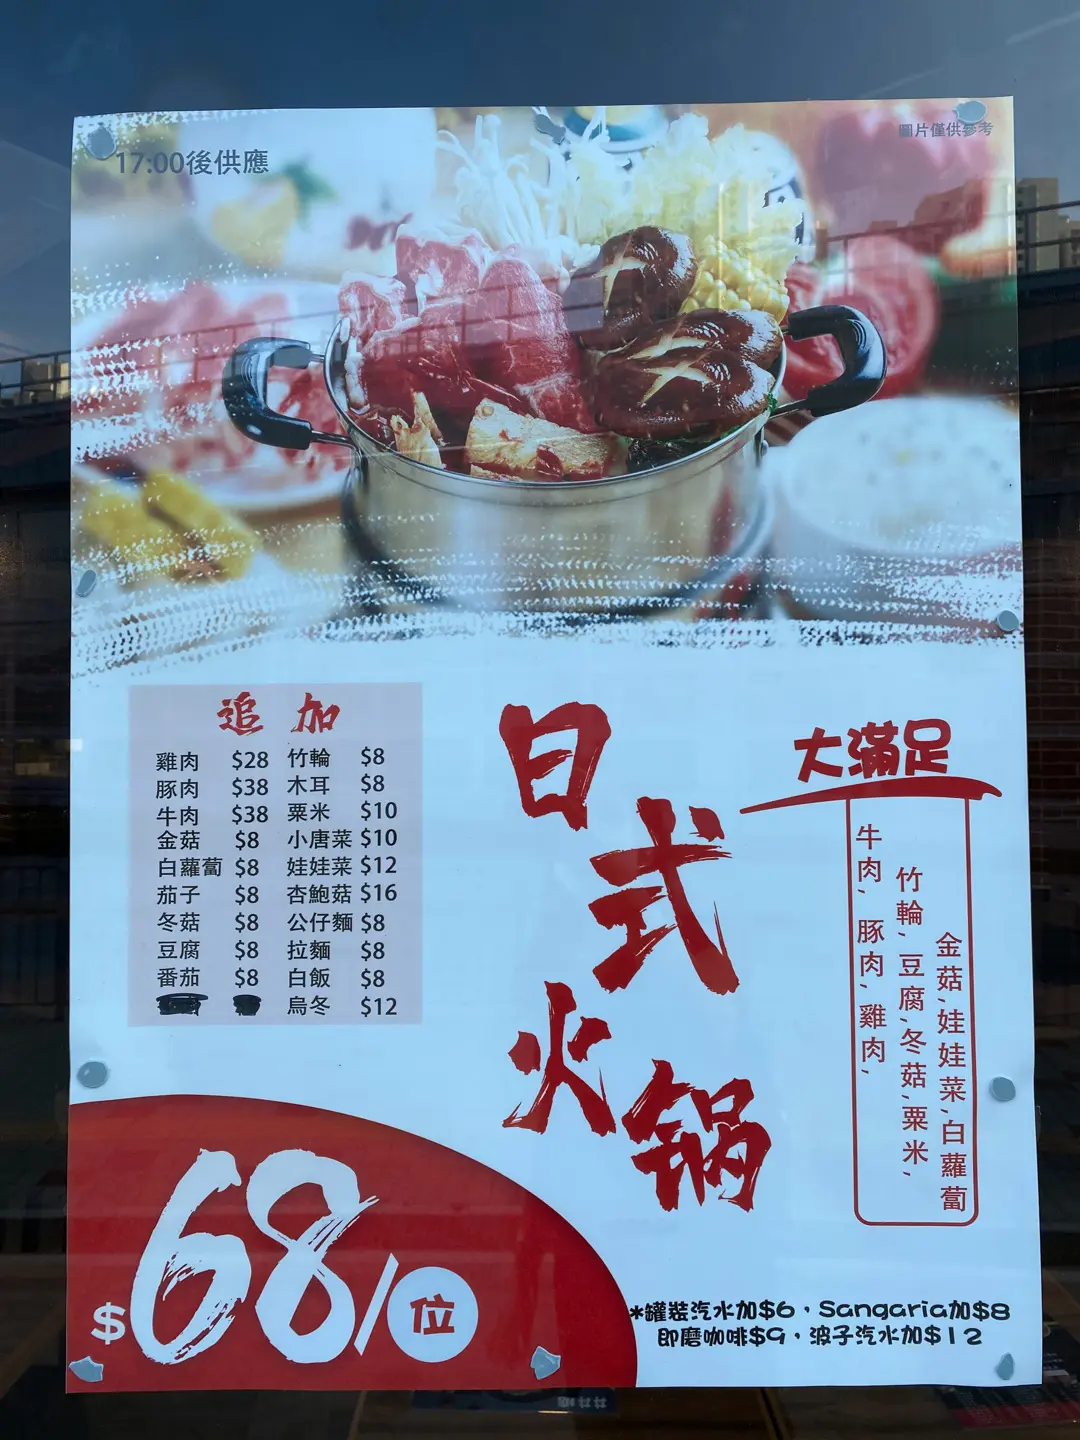 17:00後供應
圖片僅供參考
追加
雞肉 $28 竹輪 $8
豚肉 $38 木耳 $8
牛肉 $38 粟米 $10
金菇 $8 小唐菜 $10
白蘿蔔 $8 娃娃菜 $12
茄子 $8 杏鮑菇 $16
冬菇 $8 公仔麵 $8
豆腐 $8 拉麵 $8
番茄 $8 白飯 $8
烏冬 $12
日式火锅
大滿足
牛肉、豚肉、雞肉、
竹輪、豆腐、冬菇、粟米、
金菇、娃娃菜、白蘿蔔
$68/位
*罐裝汽水加$6，Sangaria加$8
即磨咖啡$9，波子汽水加$12